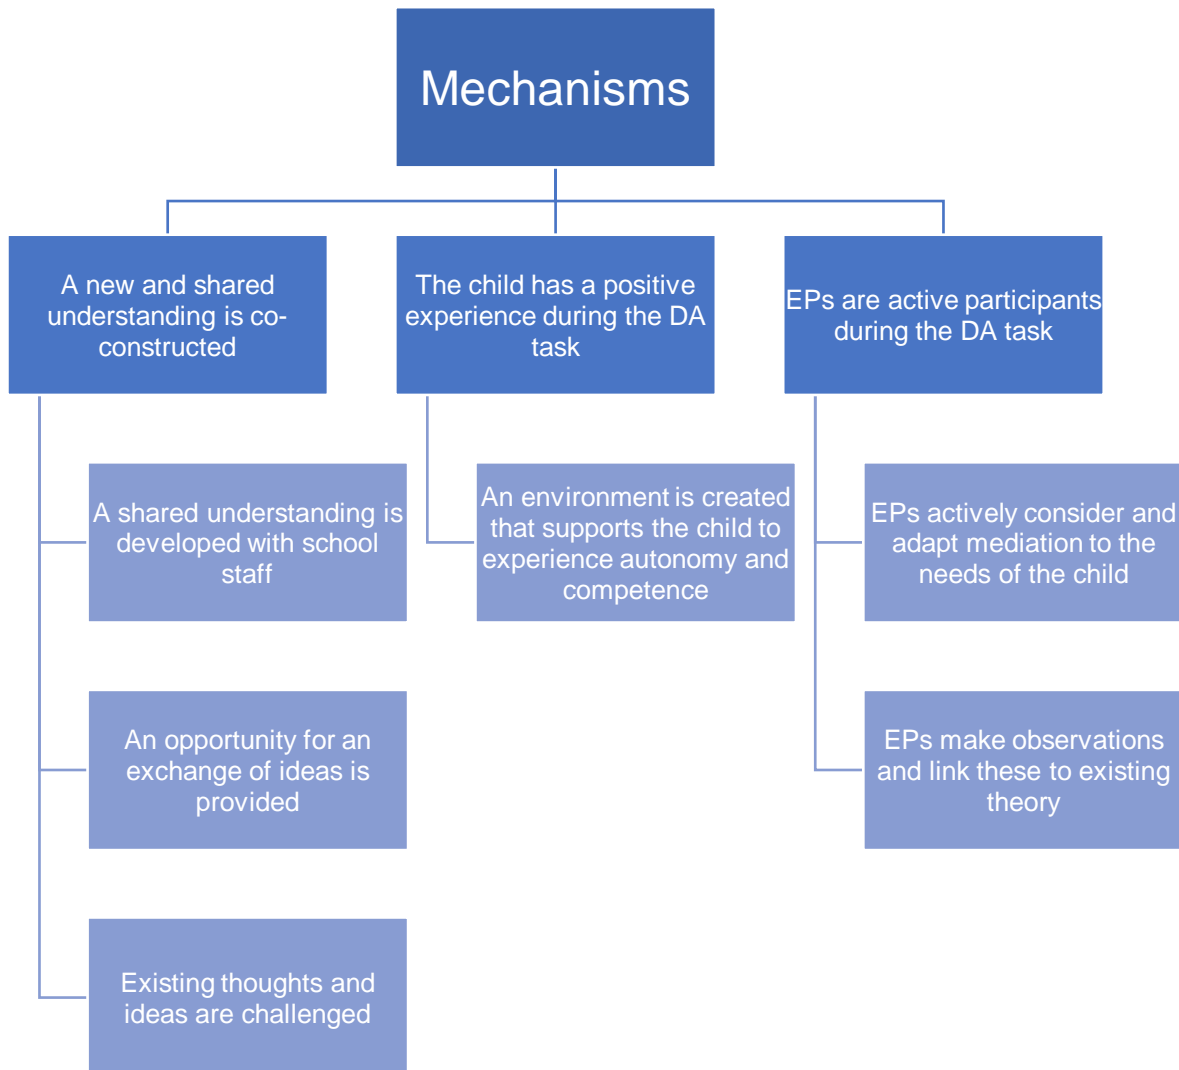 Mechanisms
A new and shared
understanding is co-
constructed
The child has a positive
experience during the DA
task
EPs are active participants
during the DA task
A shared understanding is
developed with school
staff
An opportunity for an
exchange of ideas is
provided
Existing thoughts and
ideas are challenged
An environment is created
that supports the child to
experience autonomy and
competence
EPs actively consider and
adapt mediation to the
needs of the child
EPs make observations
and link these to existing
theory